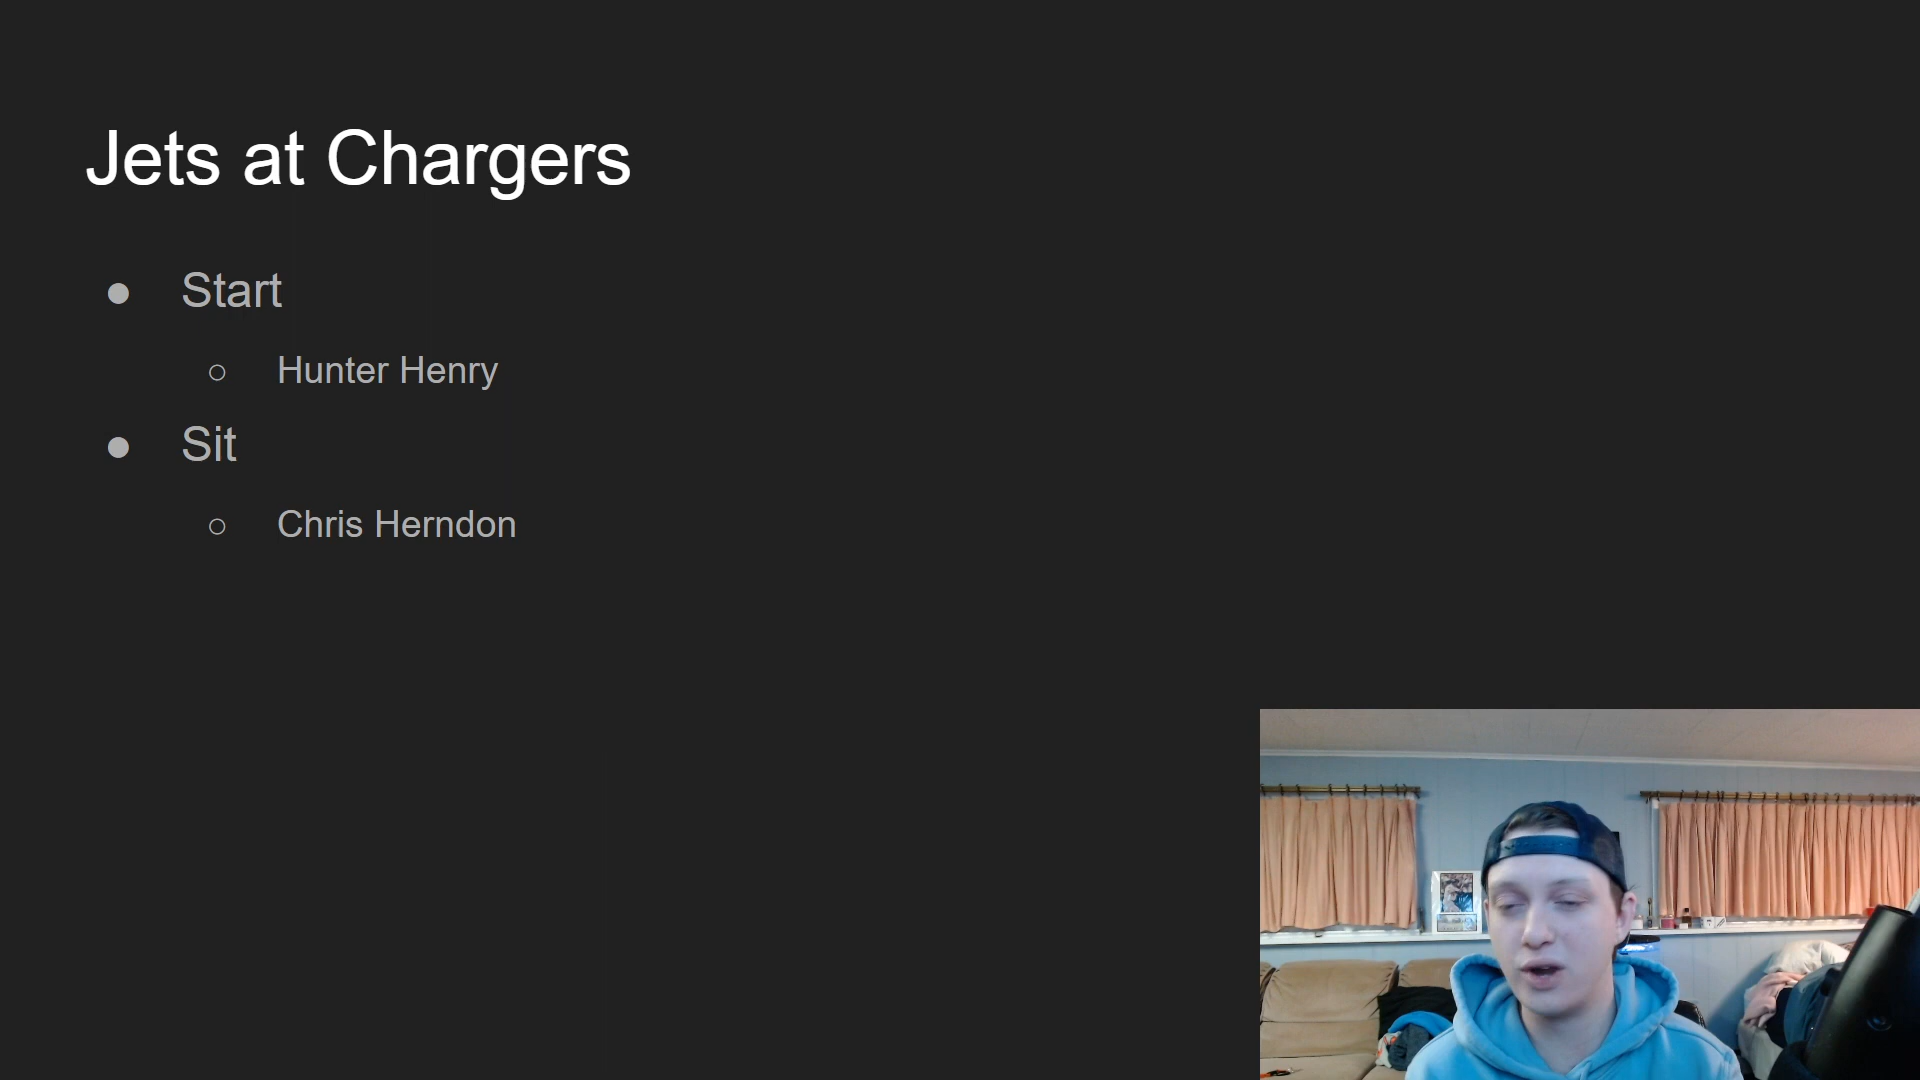 Jets at Chargers
● Start
○ Hunter Henry
● Sit
○ Chris Herndon